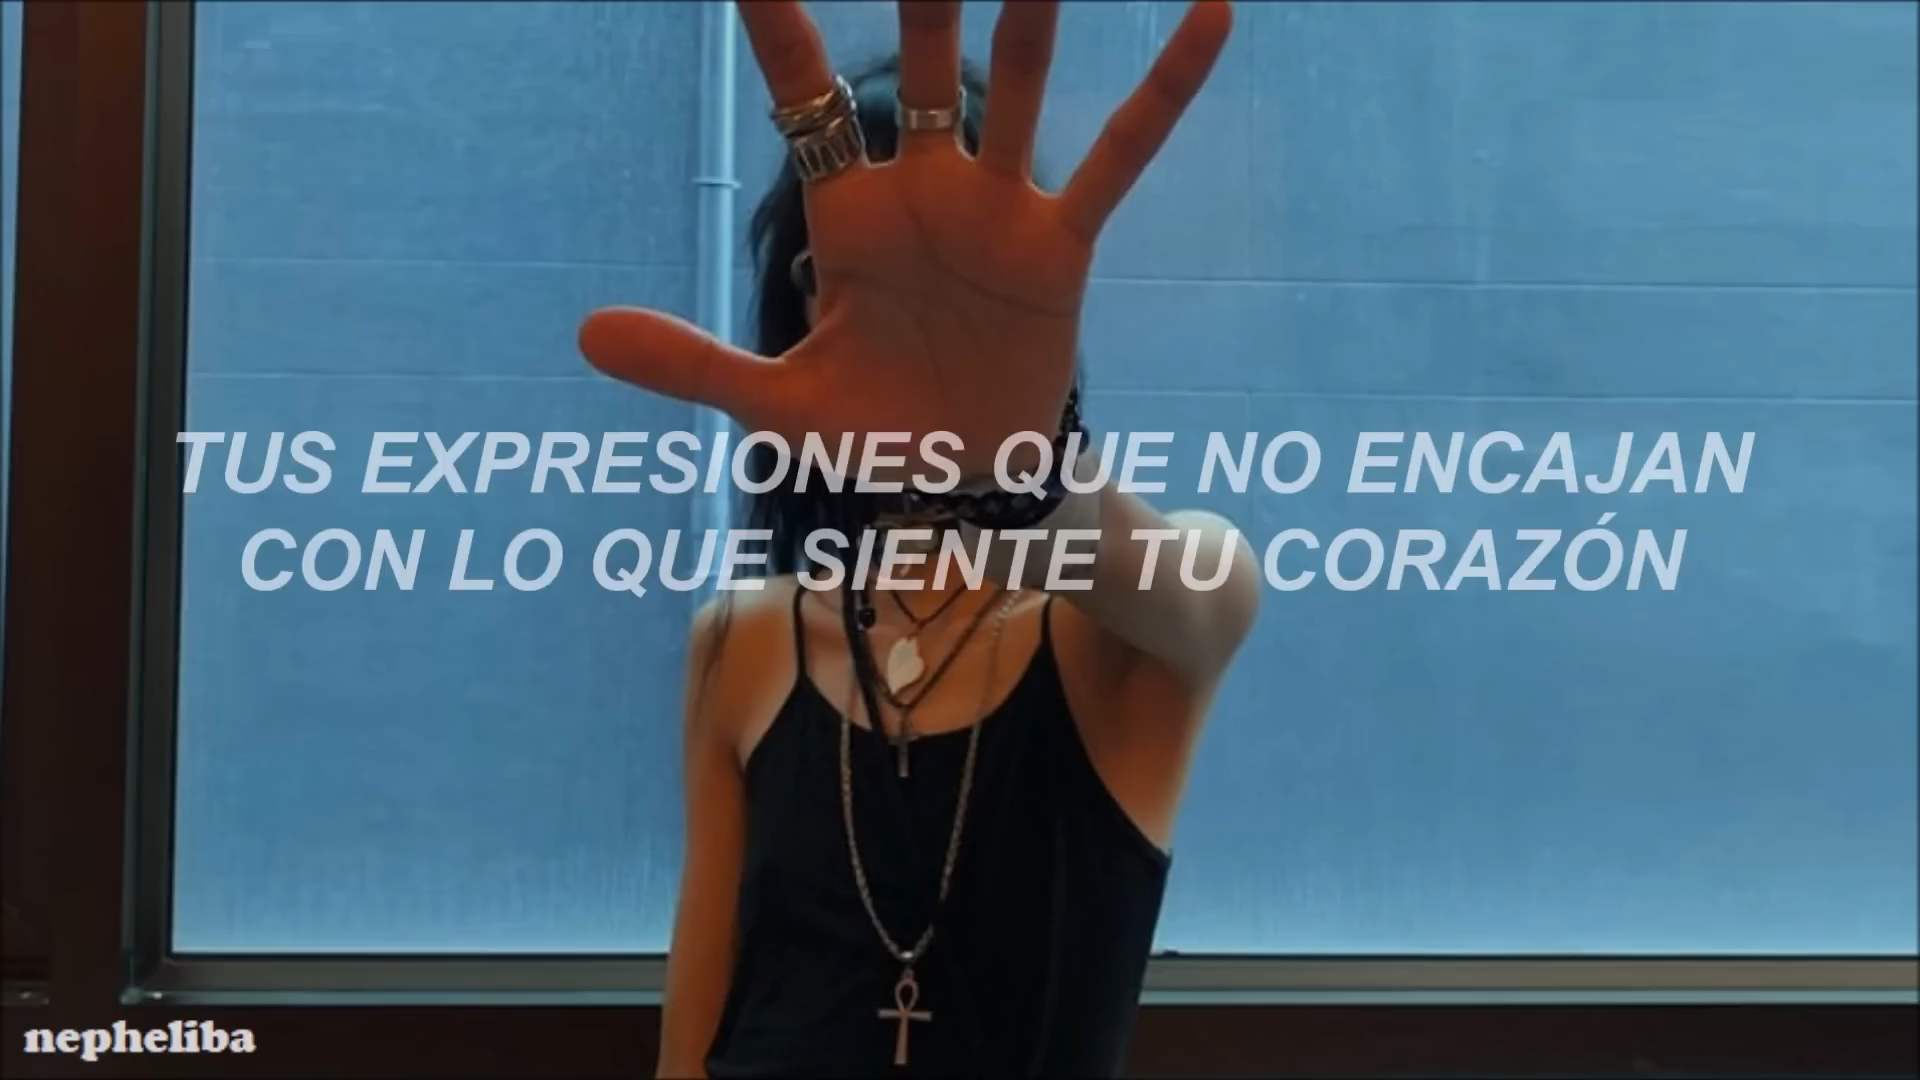 TUS EXPRESIONES QUE NO ENCAJAN
CON LO QUE SIENTE TU CORAZÓN
nepheliba